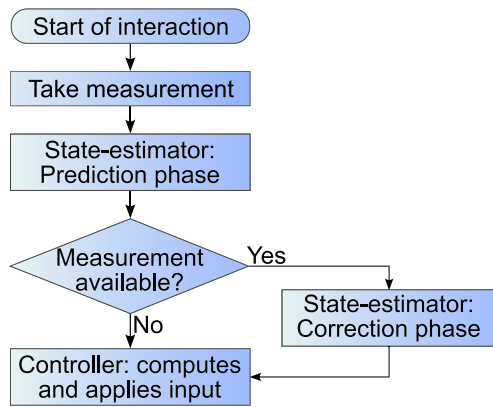 Start of interaction
Take measurement
State-estimator:
Prediction phase
Measurement
available?
Yes
State-estimator:
Correction phase
No
Controller: computes
and applies input